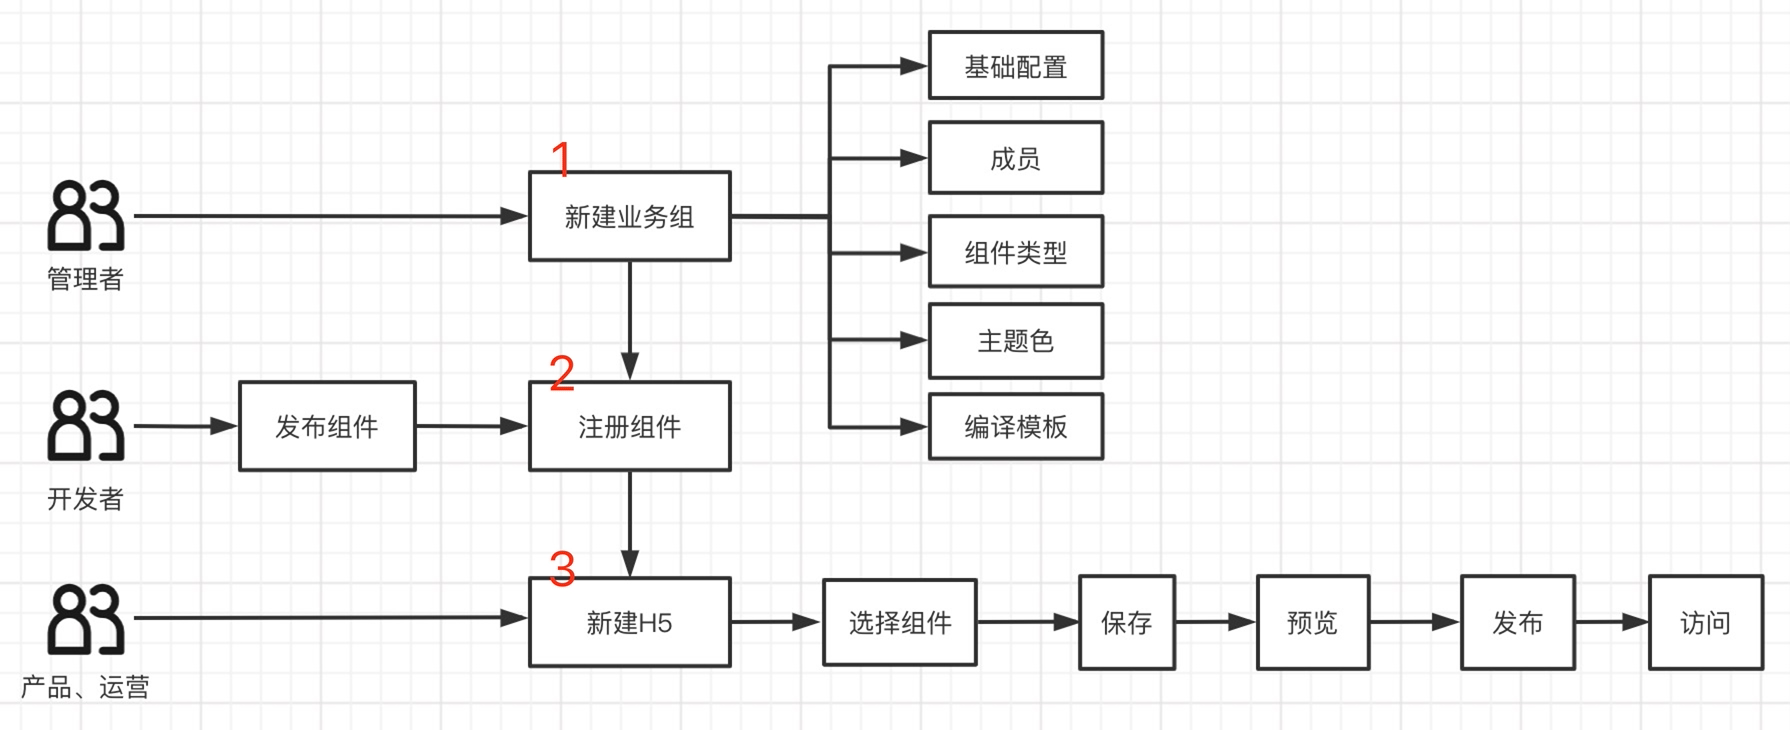 基础配置
成员
1
新建业务组
管理者
组件类型
主题色
2
发布组件
注册组件
编译模板
开发者
3
新建H5
选择组件
保存
预览
发布
访问
产品、运营